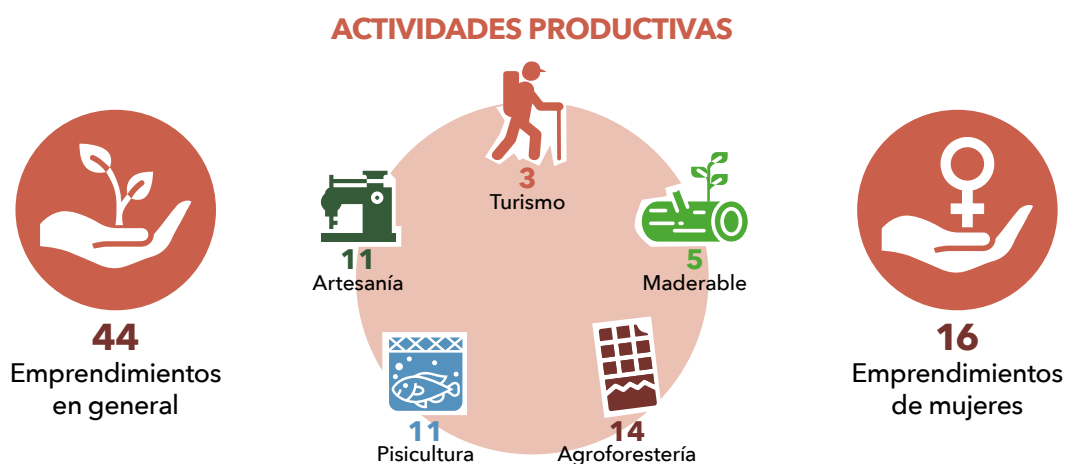 ACTIVIDADES PRODUCTIVAS
3
Turismo
11
Artesanía
5
Maderable
44
Emprendimientos
en general
16
Emprendimientos
de mujeres
11
Pisicultura
14
Agroforestería